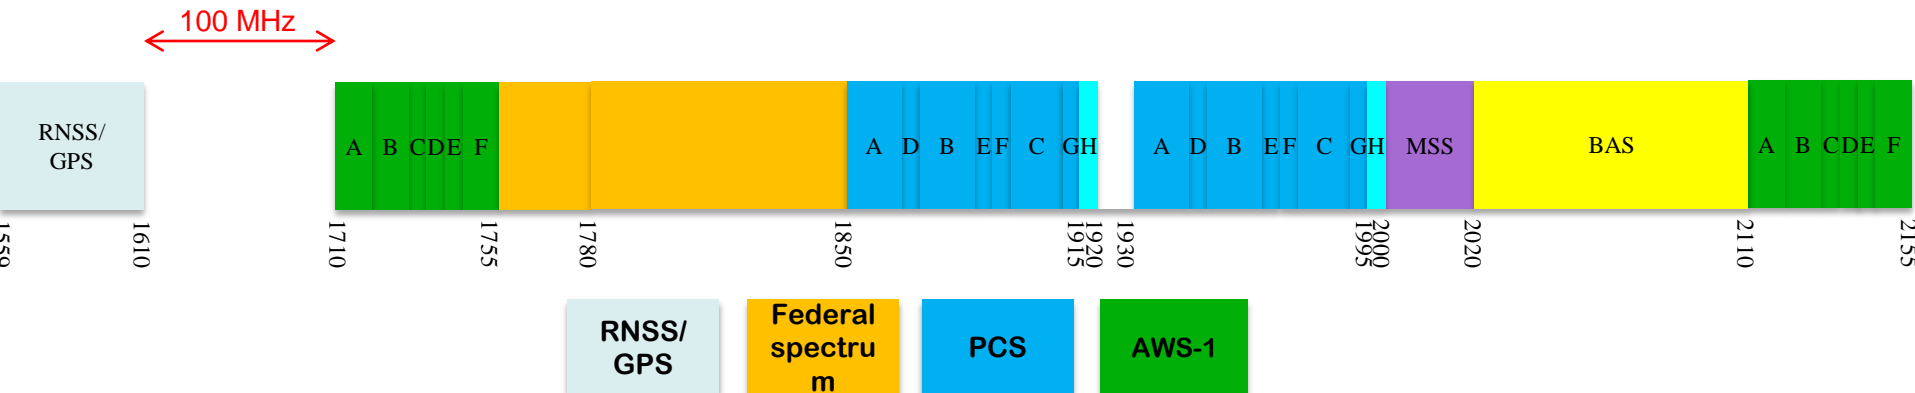 100 MHz
RNSS/
GPS
A B C D E F
A D B E F C G H
A D B E F C G H
MSS
BAS
A B C D E F
1559
1610
1710
1755
1780
1850
1915
1920
1930
1995
2000
2020
2110
2155
RNSS/
GPS
Federal
spectru
m
PCS
AWS-1